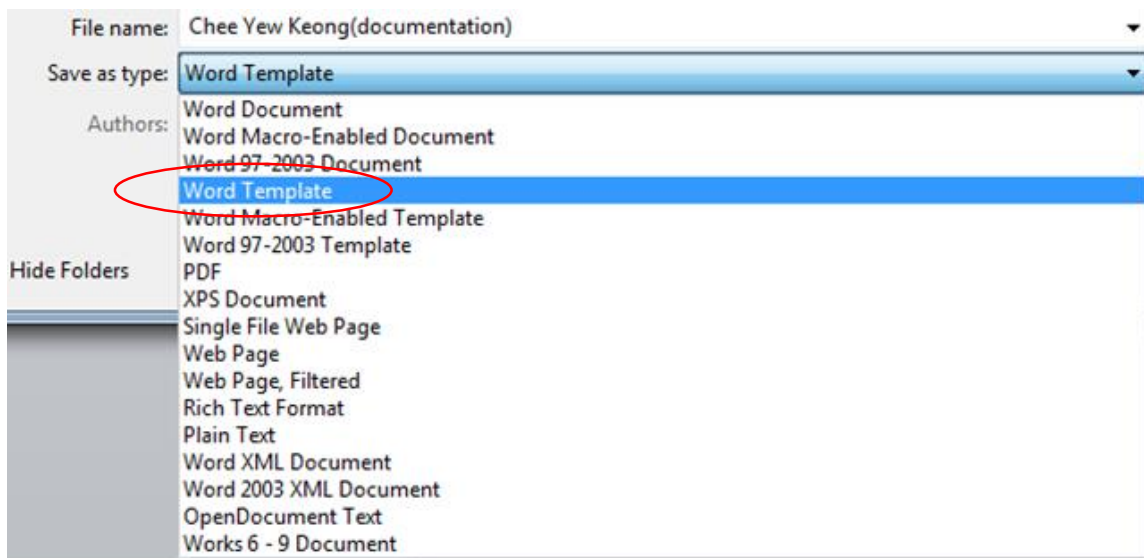 File name: Chee Yew Keong(documentation)
Save as type: Word Template
Authors:
Word Document
Word Macro-Enabled Document
Word 97-2003 Document
Word Template
Word Macro-Enabled Template
Word 97-2003 Template
Hide Folders
PDF
XPS Document
Single File Web Page
Web Page
Web Page, Filtered
Rich Text Format
Plain Text
Word XML Document
Word 2003 XML Document
OpenDocument Text
Works 6 - 9 Document